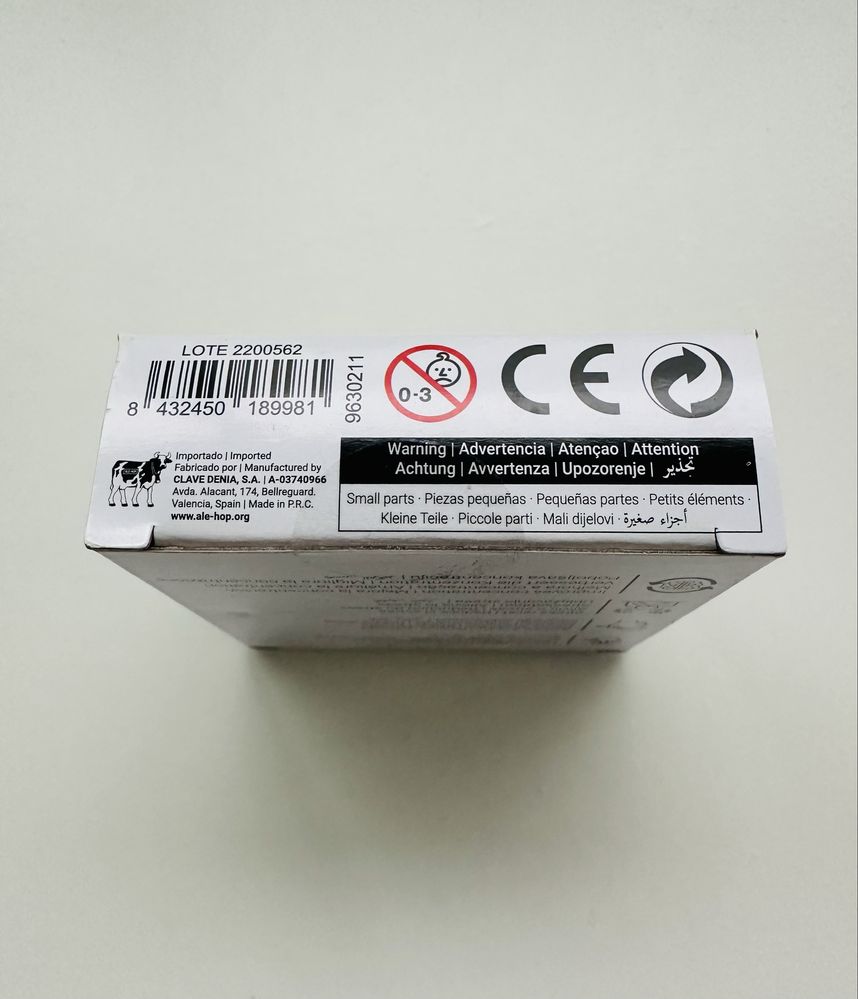 LOTE 2200562
8 432450 189981
9630211
0-3
CE
Importado | Imported
Fabricado por | Manufactured by
CLAVE DENIA, S.A. | A-03740966
Avda. Alacant, 174, Bellreguard.
Valencia, Spain | Made in P.R.C.
www.ale-hop.org
Warning | Advertencia | Atençao | Attention
Achtung | Avvertenza | Upozorenje | تحذير
Small parts · Piezas pequeñas · Pequeñas partes · Petits éléments ·
Kleine Teile · Piccole parti · Mali dijelovi · أجزاء صغيرة